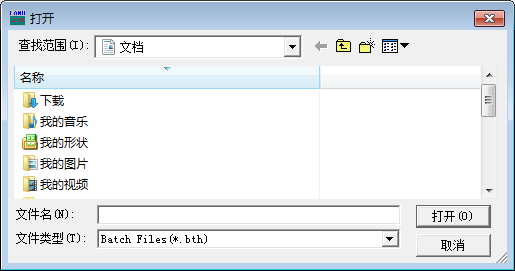 打开
查找范围(I): 文档
名称
下载
我的音乐
我的形状
我的图片
我的视频
文件名(N): 打开(O)
文件类型(T): Batch Files(*.bth) 取消